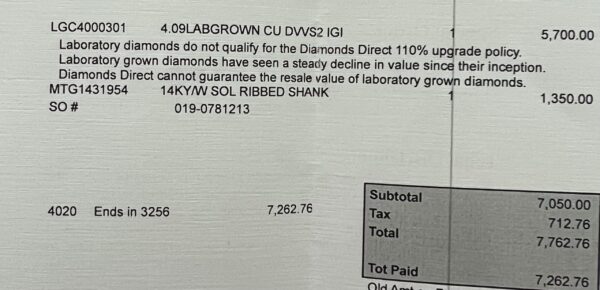 LGC4000301 4.09LABGROWN CU DVVS2 IGI 1 5,700.00
Laboratory diamonds do not qualify for the Diamonds Direct 110% upgrade policy.
Laboratory grown diamonds have seen a steady decline in value since their inception.
Diamonds Direct cannot guarantee the resale value of laboratory grown diamonds.
MTG1431954 14KY/W SOL RIBBED SHANK 1 1,350.00
SO # 019-0781213
4020 Ends in 3256 7,262.76
Subtotal 7,050.00
Tax 712.76
Total 7,762.76
Tot Paid 7,262.76